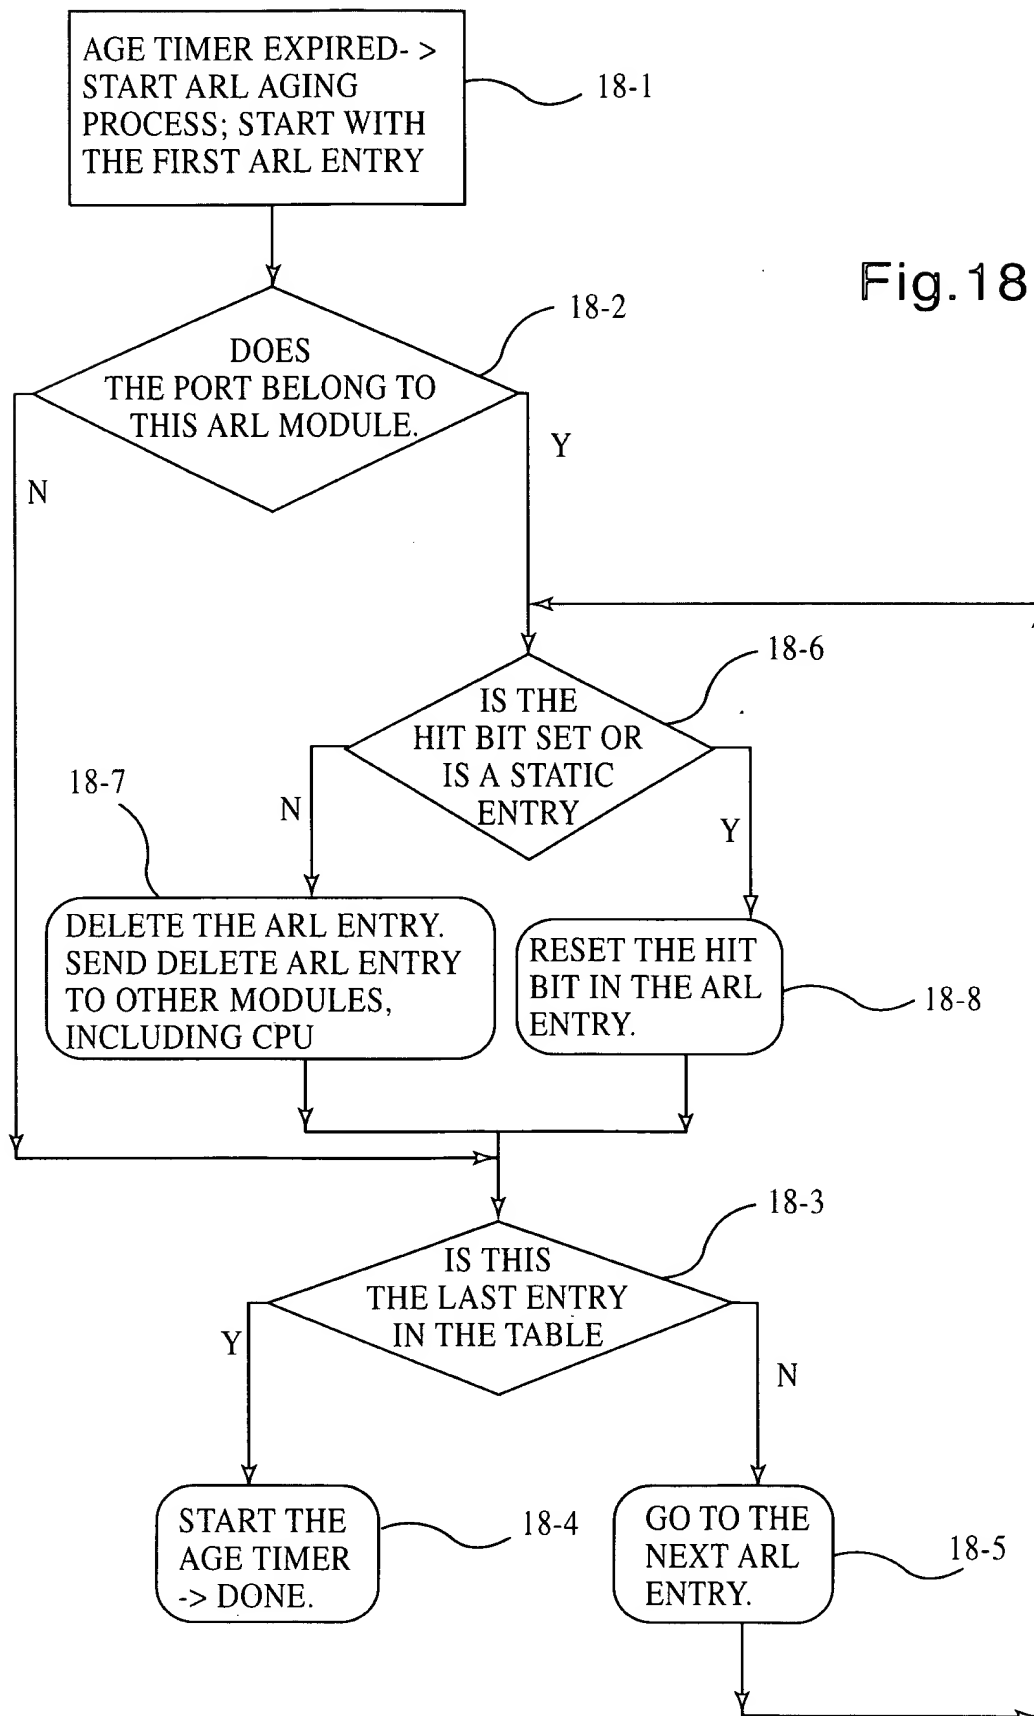 AGE TIMER EXPIRED- >
START ARL AGING
PROCESS; START WITH
THE FIRST ARL ENTRY
18-1
Fig.18
18-2
DOES
THE PORT BELONG TO
THIS ARL MODULE.
Y
N
18-6
IS THE
HIT BIT SET OR
IS A STATIC
ENTRY
18-7
N
Y
DELETE THE ARL ENTRY.
SEND DELETE ARL ENTRY
TO OTHER MODULES,
INCLUDING CPU
RESET THE HIT
BIT IN THE ARL
ENTRY.
18-8
18-3
IS THIS
THE LAST ENTRY
IN THE TABLE
Y
N
START THE
AGE TIMER
-> DONE.
18-4
GO TO THE
NEXT ARL
ENTRY.
18-5